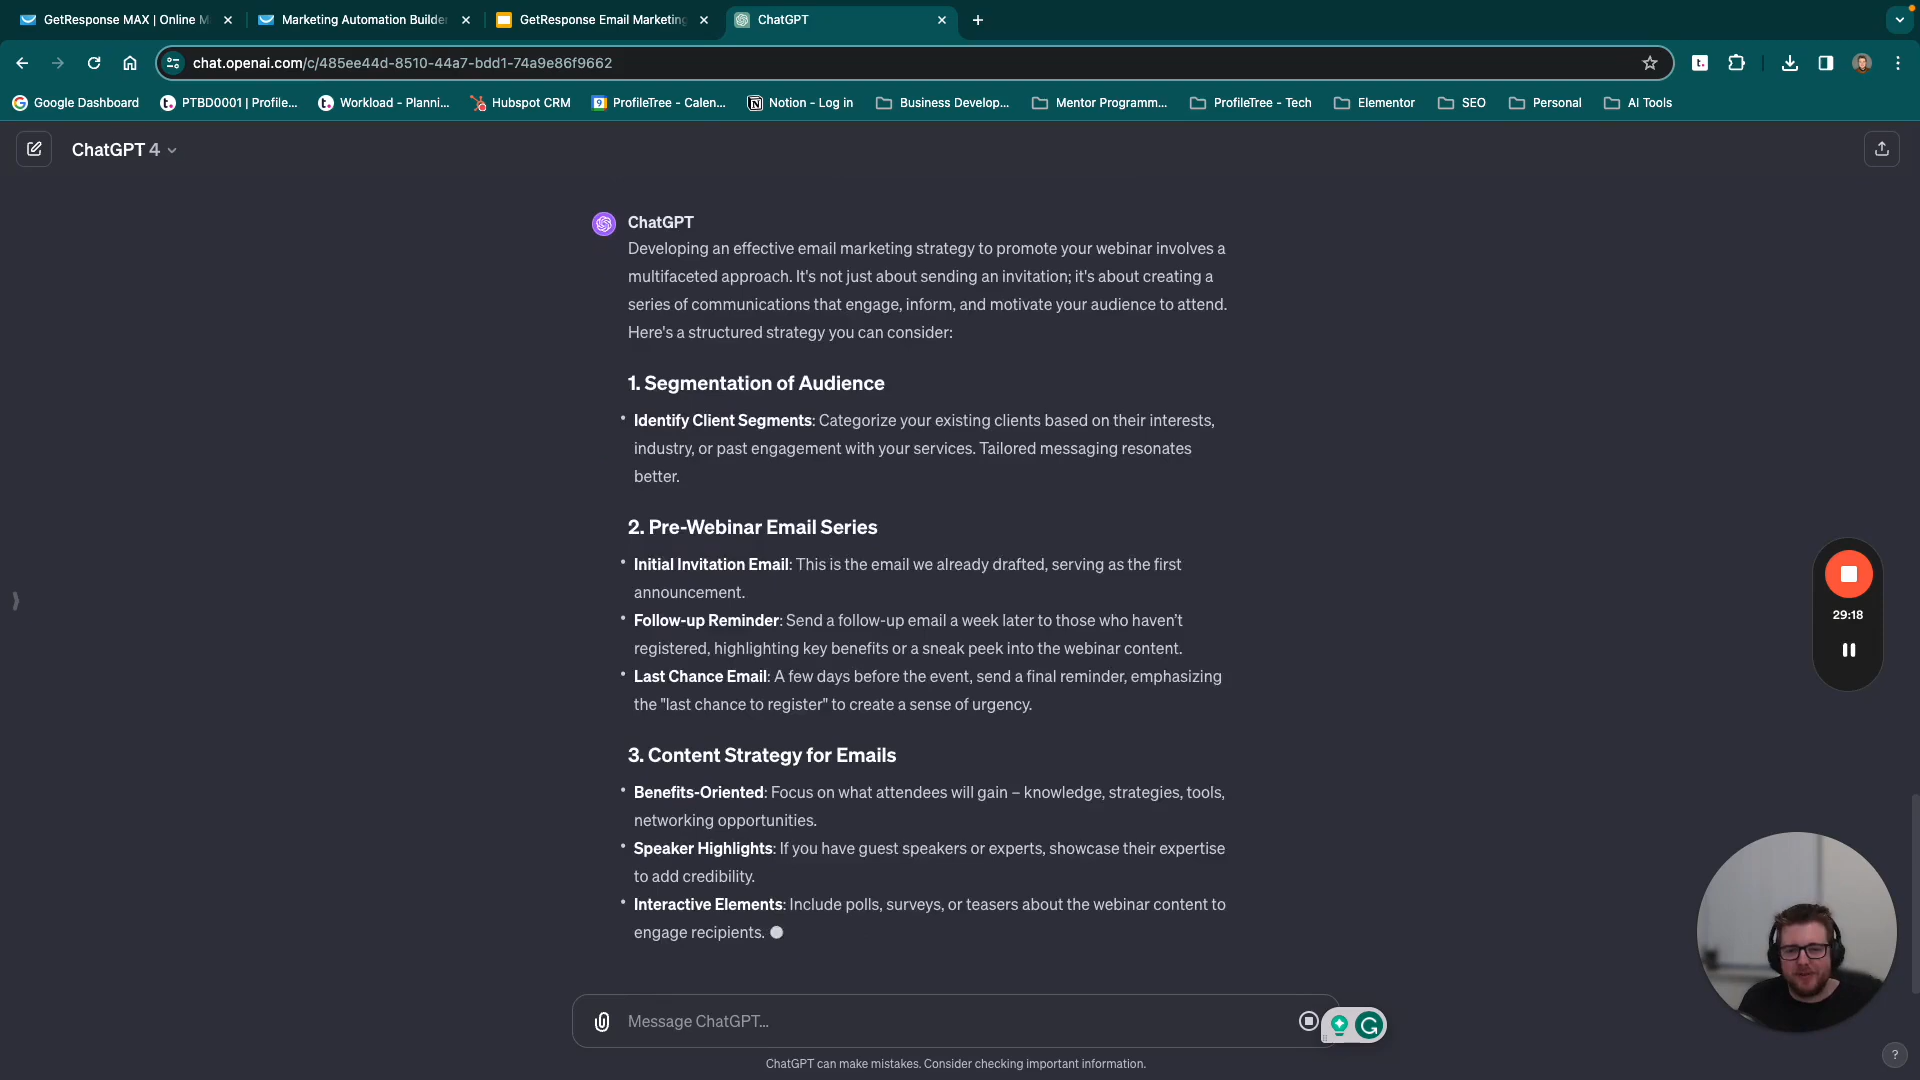 GetResponse MAX | Online M
Marketing Automation Builder
GetResponse Email Marketing
ChatGPT
chat.openai.com/c/485ee44d-8510-44a7-bdd1-74a9e86f9662
Google Dashboard
PTBD0001 | Profile...
Workload - Planni...
Hubspot CRM
ProfileTree - Calen...
Notion - Log in
Business Develop...
Mentor Programm...
ProfileTree - Tech
Elementor
SEO
Personal
AI Tools
ChatGPT 4
ChatGPT
Developing an effective email marketing strategy to promote your webinar involves a
multifaceted approach. It's not just about sending an invitation; it's about creating a
series of communications that engage, inform, and motivate your audience to attend.
Here's a structured strategy you can consider:
1. Segmentation of Audience
• Identify Client Segments: Categorize your existing clients based on their interests,
industry, or past engagement with your services. Tailored messaging resonates
better.
2. Pre-Webinar Email Series
• Initial Invitation Email: This is the email we already drafted, serving as the first
announcement.
• Follow-up Reminder: Send a follow-up email a week later to those who haven’t
registered, highlighting key benefits or a sneak peek into the webinar content.
• Last Chance Email: A few days before the event, send a final reminder, emphasizing
the "last chance to register" to create a sense of urgency.
3. Content Strategy for Emails
• Benefits-Oriented: Focus on what attendees will gain – knowledge, strategies, tools,
networking opportunities.
• Speaker Highlights: If you have guest speakers or experts, showcase their expertise
to add credibility.
• Interactive Elements: Include polls, surveys, or teasers about the webinar content to
engage recipients.
29:18
Message ChatGPT...
ChatGPT can make mistakes. Consider checking important information.
?